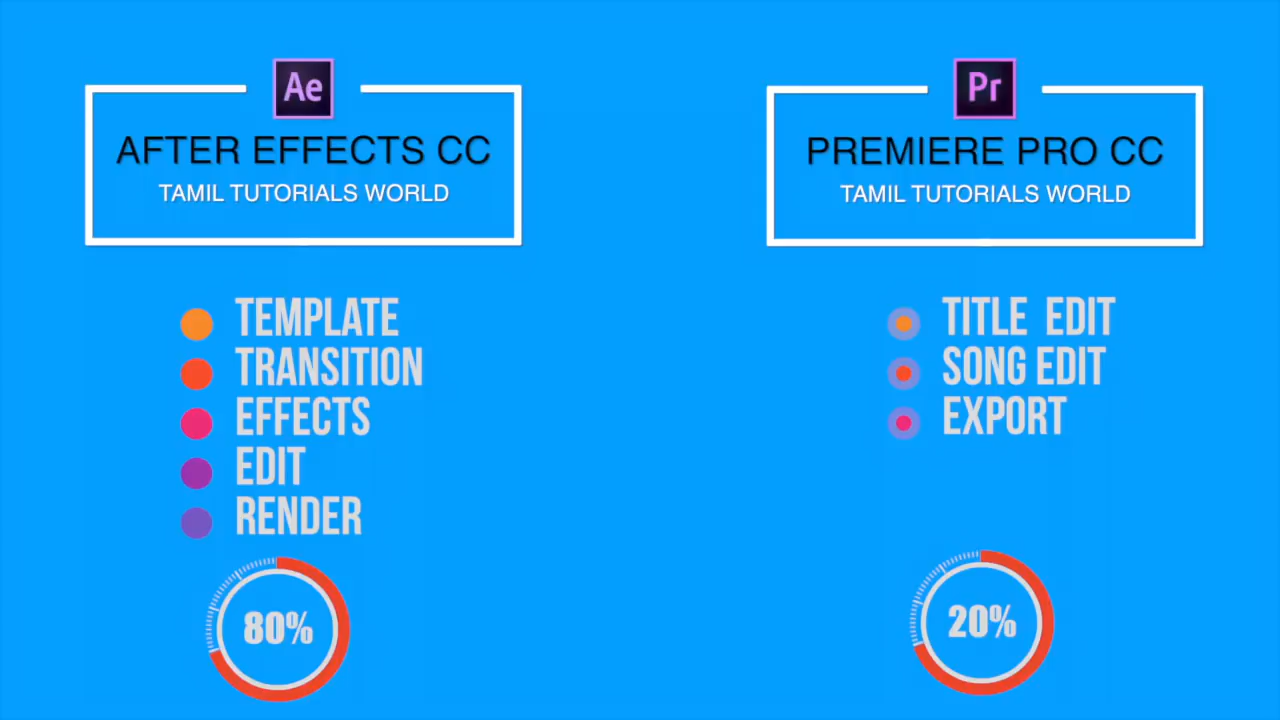 Ae
AFTER EFFECTS CC
TAMIL TUTORIALS WORLD
TEMPLATE
TRANSITION
EFFECTS
EDIT
RENDER
80%
Pr
PREMIERE PRO CC
TAMIL TUTORIALS WORLD
TITLE EDIT
SONG EDIT
EXPORT
20%